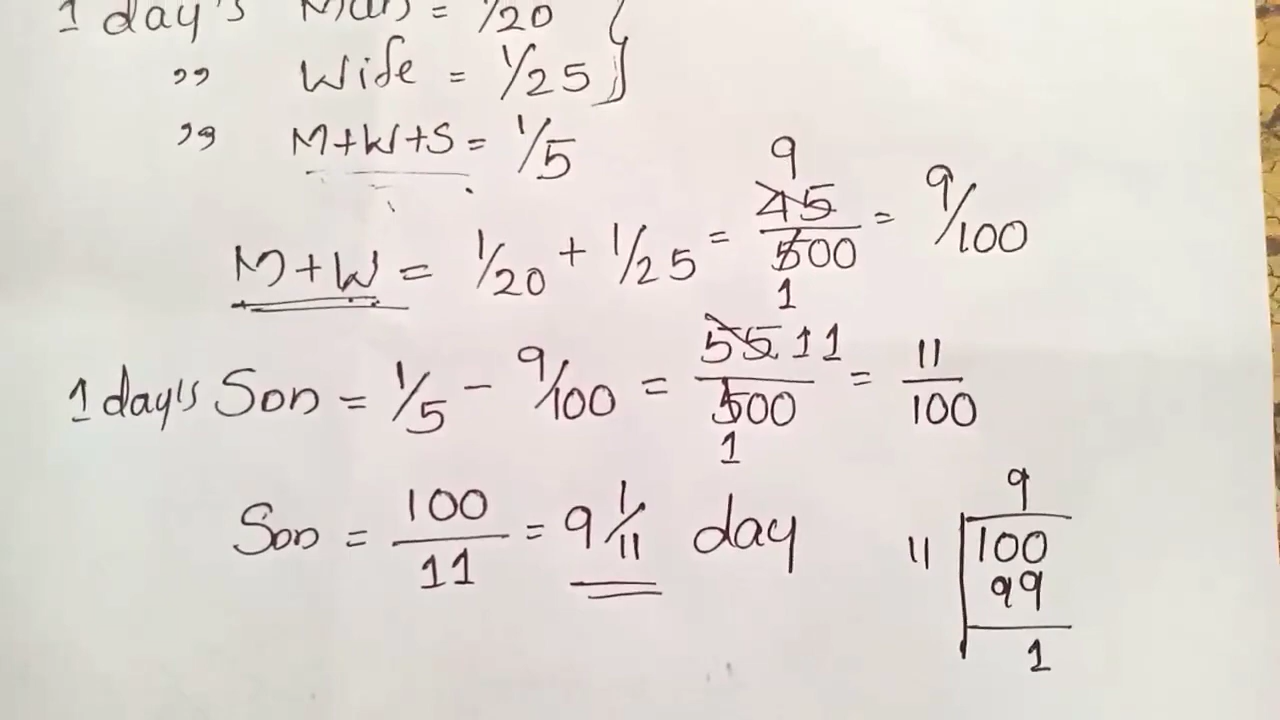 1 day's Man = 1/20
,, Wife = 1/25
,, M+W+S = 1/5
M+W = 1/20 + 1/25 = 9 45/500 1 = 9/100
1 day's Son = 1/5 - 9/100 = 55 11/500 1 = 11/100
Son = 100/11 = 9 1/11 day
9
11 100
99
1